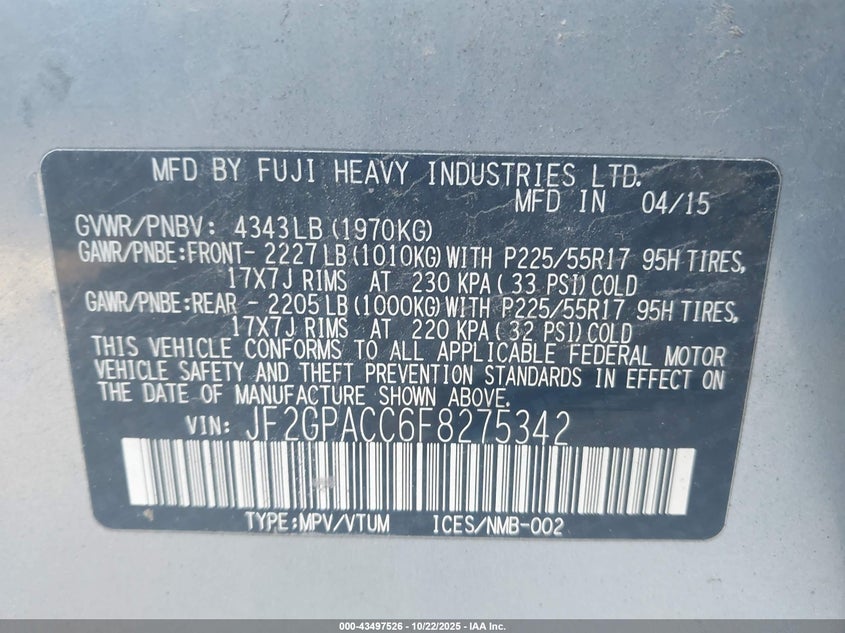 MFD BY FUJI HEAVY INDUSTRIES LTD.
MFD IN 04/15
GVWR/PNBV: 4343LB(1970KG)
GAWR/PNBE:FRONT- 2227LB(1010KG)WITH P225/55R17 95H TIRES,
17X7J RIMS AT 230 KPA( 33 PSI)COLD
GAWR/PNBE:REAR - 2205LB(1000KG)WITH P225/55R17 95H TIRES,
17X7J RIMS AT 220 KPA( 32 PSI)COLD
THIS VEHICLE CONFORMS TO ALL APPLICABLE FEDERAL MOTOR
VEHICLE SAFETY AND THEFT PREVENTION STANDARDS IN EFFECT ON
THE DATE OF MANUFACTURE SHOWN ABOVE.
VIN: JF2GPACC6F8275342
TYPE:MPV/VTUM ICES/NMB-002
000-43497526 - 10/22/2025 - IAA Inc.